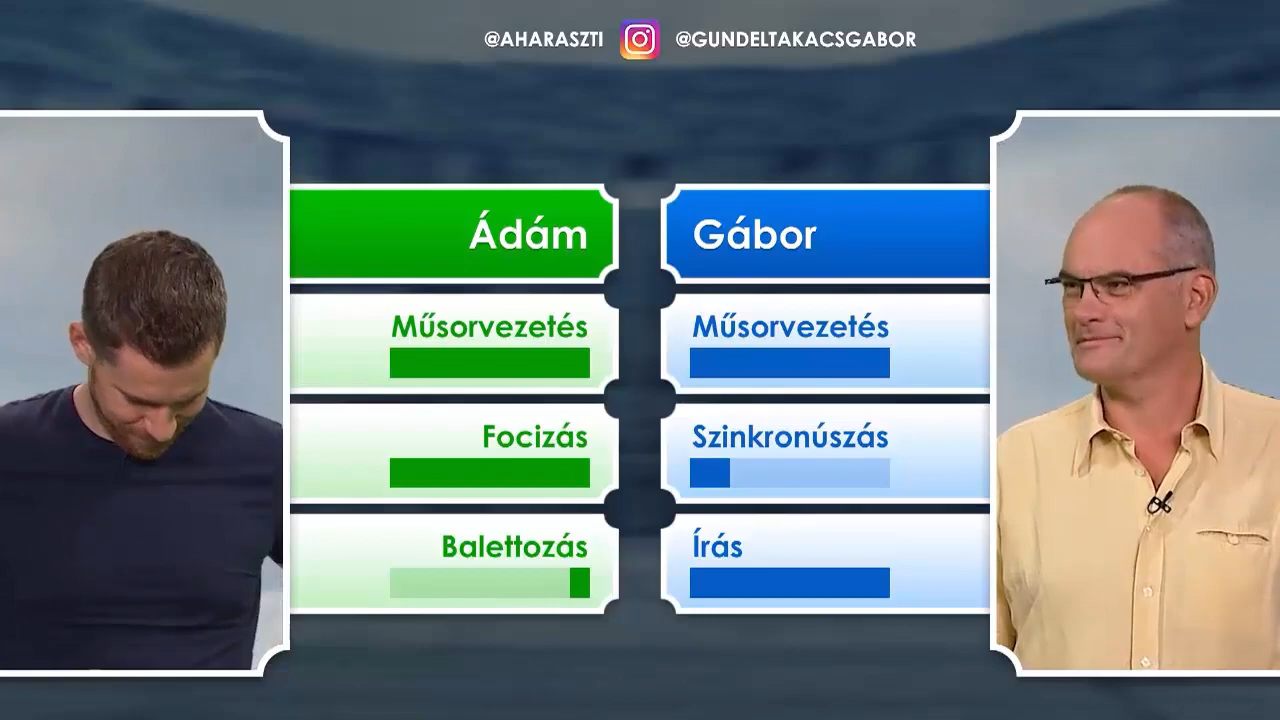 @AHARASZTI @GUNDELTAKACSGABOR
Ádám
Műsorvezetés
Focizás
Balettozás
Gábor
Műsorvezetés
Szinkronúszás
Írás